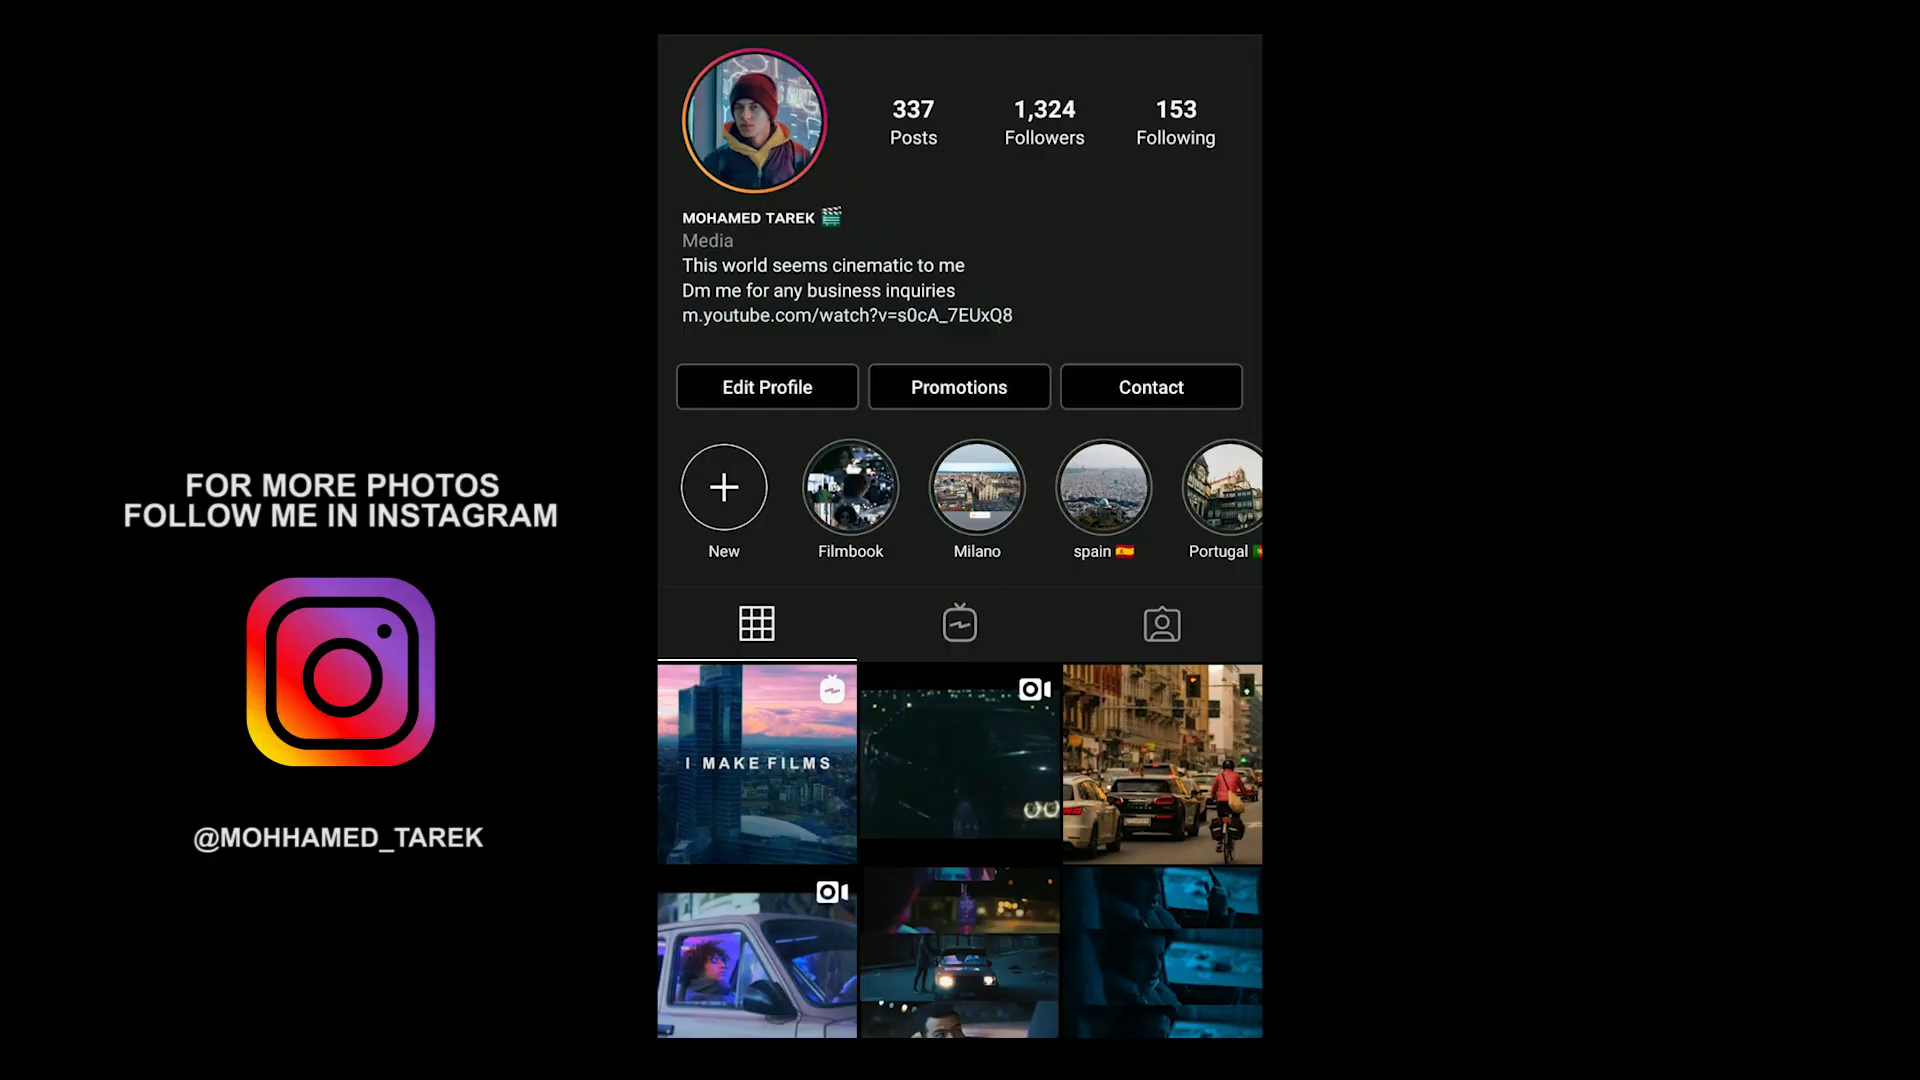 337
Posts
1,324
Followers
153
Following
MOHAMED TAREK
Media
This world seems cinematic to me
Dm me for any business inquiries
m.youtube.com/watch?v=s0cA_7EUxQ8
Edit Profile
Promotions
Contact
New
Filmbook
Milano
spain
Portugal
I MAKE FILMS
FOR MORE PHOTOS
FOLLOW ME IN INSTAGRAM
@MOHHAMED_TAREK